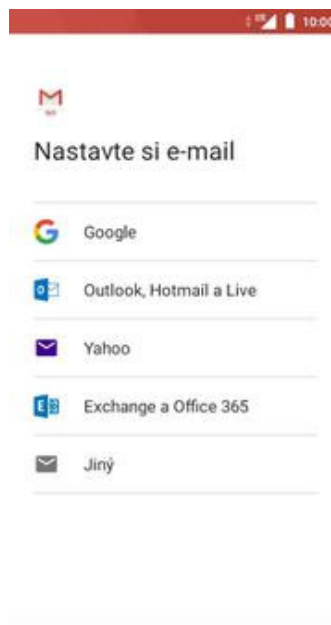 10:00
Nastavte si e-mail
Google
Outlook, Hotmail a Live
Yahoo
Exchange a Office 365
Jiný